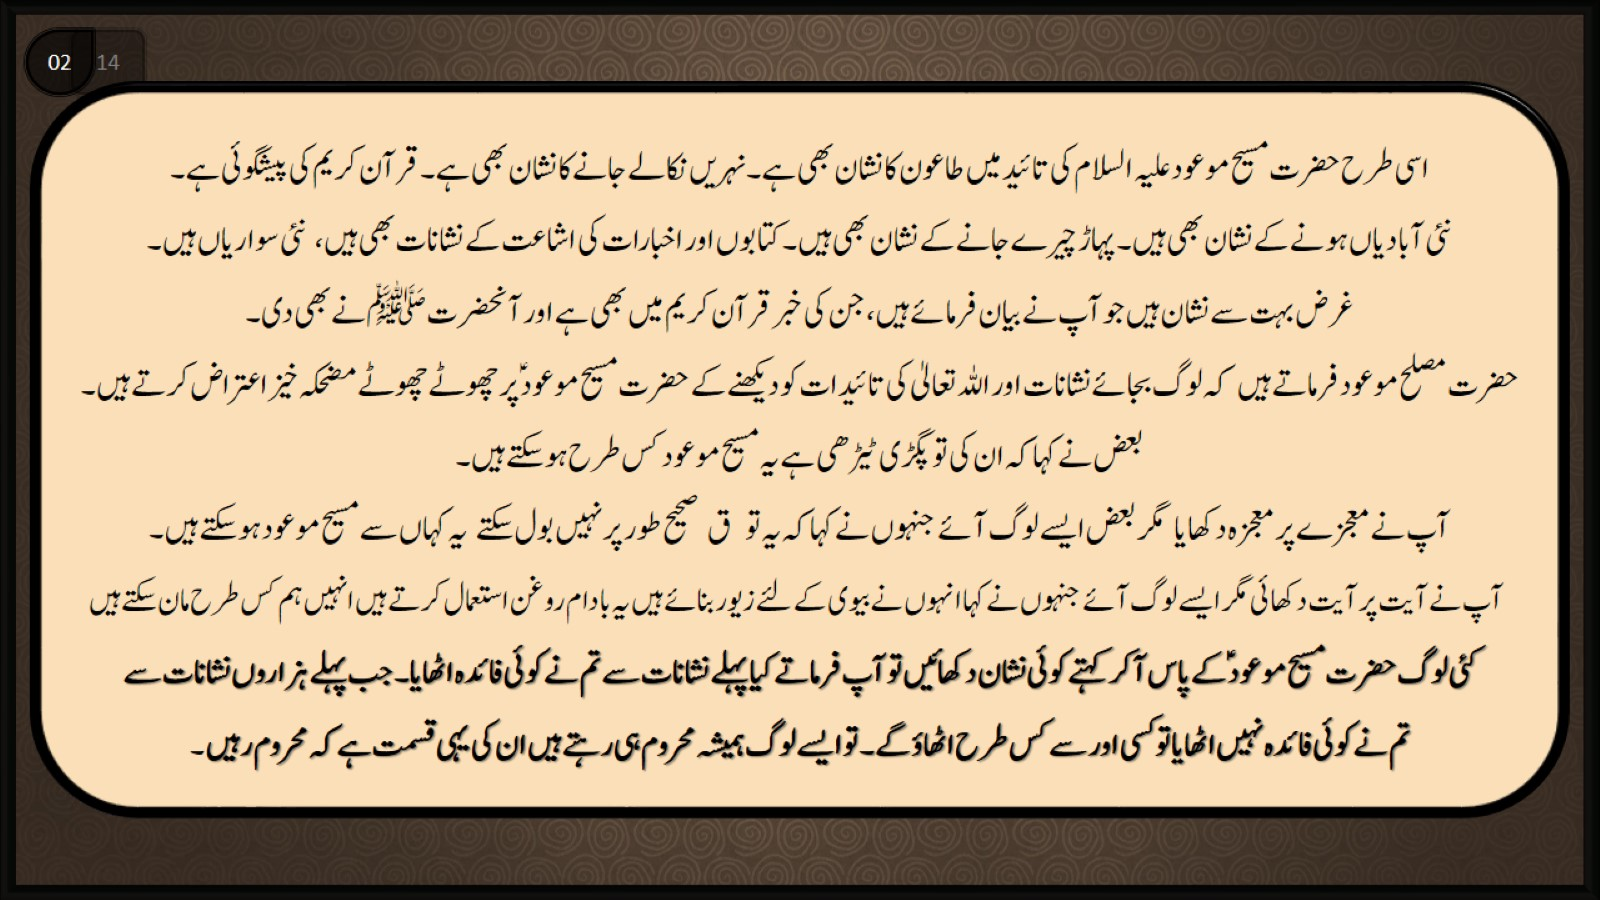 02 14
اسی طرح حضرت مسیح موعود علیہ السلام کی تائید میں طاعون کا نشان بھی ہے۔ نہریں نکالے جانے کا نشان بھی ہے۔ قرآن کریم کی پیشگوئی ہے۔
نئی آبادیاں ہونے کے نشان بھی ہیں۔ پہاڑ چیرے جانے کے نشان بھی ہیں۔ کتابوں اور اخبارات کی اشاعت کے نشانات بھی ہیں، نئی سواریاں ہیں۔
غرض بہت سے نشان ہیں جو آپ نے بیان فرمائے ہیں، جن کی خبر قرآن کریم میں بھی ہے اور آنحضرت ﷺ نے بھی دی۔
حضرت مصلح موعود فرماتے ہیں کہ لوگ بجائے نشانات اور اللہ تعالیٰ کی تائیدات کو دیکھنے کے حضرت مسیح موعودؑ پر چھوٹے چھوٹے مضحکہ خیز اعتراض کرتے ہیں۔
بعض نے کہا کہ ان کی تو پگڑی ٹیڑھی ہے یہ مسیح موعود کس طرح ہو سکتے ہیں۔
آپ نے معجزے پر معجزہ دکھایا مگر بعض ایسے لوگ آئے جنہوں نے کہا کہ یہ تو ق صحیح طور پر نہیں بول سکتے یہ کہاں سے مسیح موعود ہو سکتے ہیں۔
آپ نے آیت پر آیت دکھائی مگر ایسے لوگ آئے جنہوں نے کہا انہوں نے بیوی کے لئے زیور بنائے ہیں یہ بادام روغن استعمال کرتے ہیں انہیں ہم کس طرح مان سکتے ہیں
کئی لوگ حضرت مسیح موعودؑ کے پاس آ کر کہتے کوئی نشان دکھائیں تو آپ فرماتے کیا پہلے نشانات سے تم نے کوئی فائدہ اٹھایا۔ جب پہلے ہزاروں نشانات سے
تم نے کوئی فائدہ نہیں اٹھایا تو کسی اور سے کس طرح اٹھاؤ گے۔ تو ایسے لوگ ہمیشہ محروم ہی رہتے ہیں ان کی یہی قسمت ہے کہ محروم رہیں۔